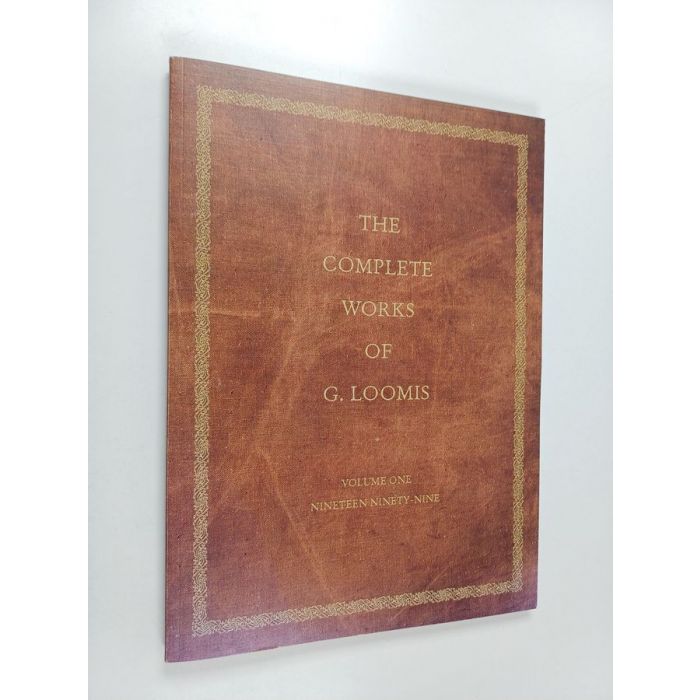 THE
COMPLETE
WORKS
OF
G. LOOMIS
VOLUME ONE
NINETEEN NINETY-NINE